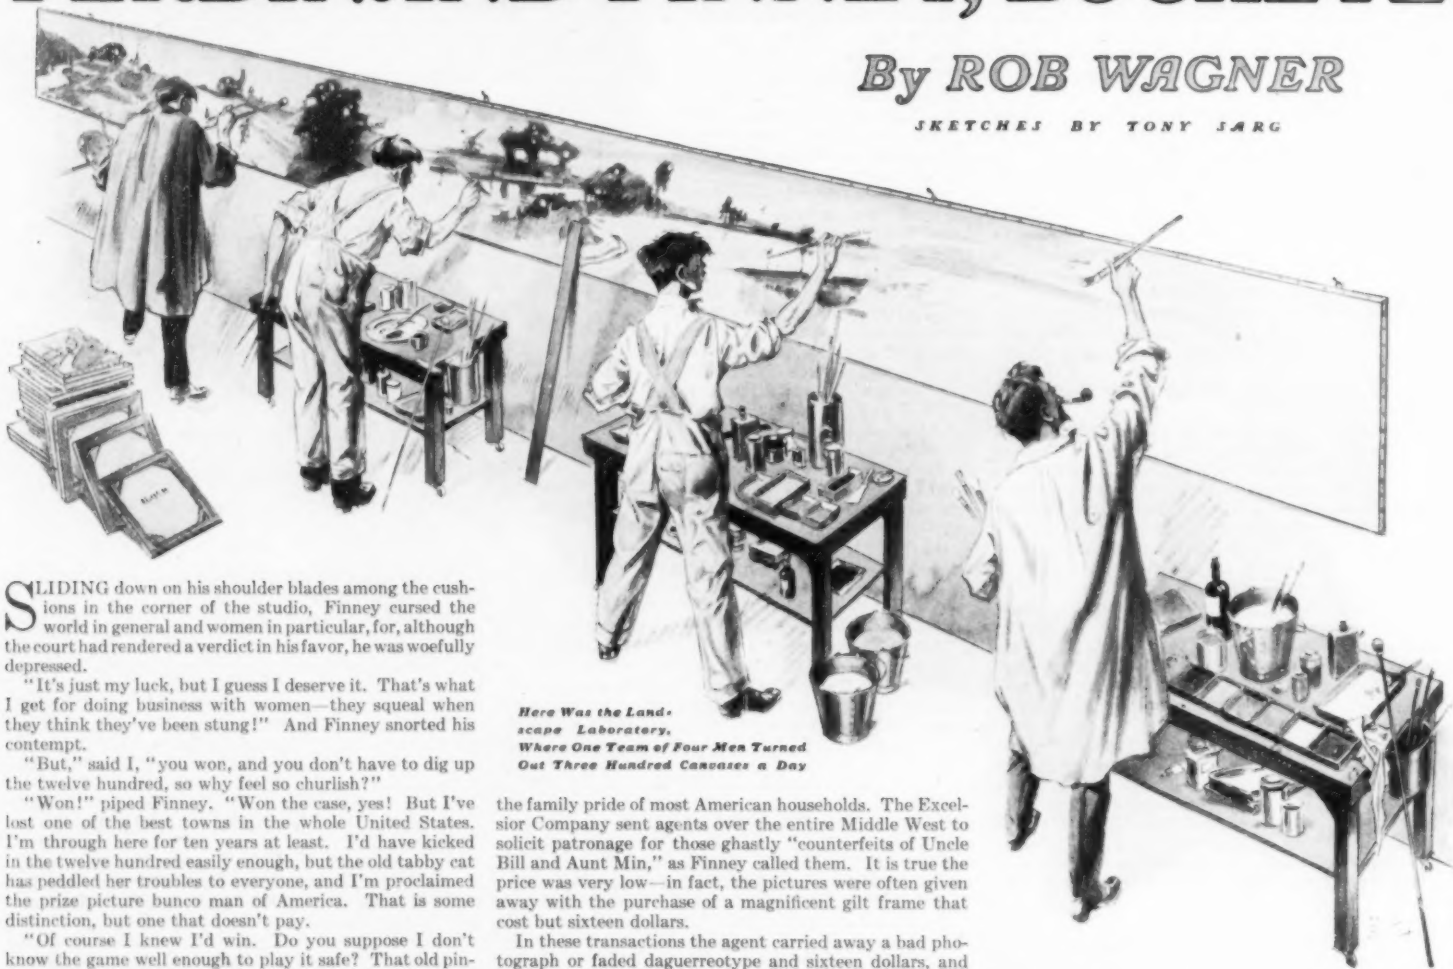 By ROB WAGNER
SKETCHES BY TONY SARG
SLIDING down on his shoulder blades among the cush-
ions in the corner of the studio, Finney cursed the
world in general and women in particular, for, although
the court had rendered a verdict in his favor, he was woefully
depressed.
"It's just my luck, but I guess I deserve it. That's what
I get for doing business with women—they squeal when
they think they've been stung!" And Finney snorted his
contempt.
"But," said I, "you won, and you don't have to dig up
the twelve hundred, so why feel so churlish?"
"Won!" piped Finney. "Won the case, yes! But I've
lost one of the best towns in the whole United States.
I'm through here for ten years at least. I'd have kicked
in the twelve hundred easily enough, but the old tabby cat
has peddled her troubles to everyone, and I'm proclaimed
the prize picture bunco man of America. That is some
distinction, but one that doesn't pay.
"Of course I knew I'd win. Do you suppose I don't
know the game well enough to play it safe? That old pin-
Here Was the Land-
scape Laboratory,
Where One Team of Four Men Turned
Out Three Hundred Canvases a Day
the family pride of most American households. The Excel-
sior Company sent agents over the entire Middle West to
solicit patronage for those ghastly "counterfeits of Uncle
Bill and Aunt Min," as Finney called them. It is true the
price was very low—in fact, the pictures were often given
away with the purchase of a magnificent gilt frame that
cost but sixteen dollars.
In these transactions the agent carried away a bad pho-
tograph or faded daguerreotype and sixteen dollars, and